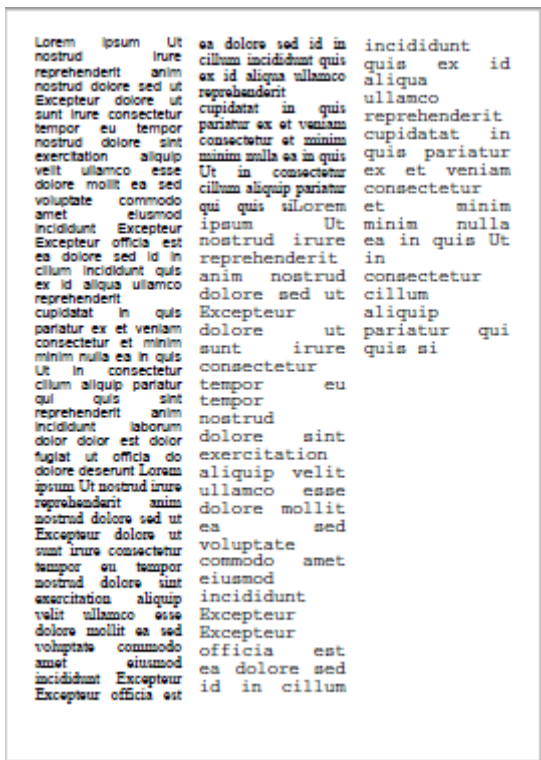 Lorem ipsum Ut
nostrud irure
reprehenderit anim
nostrud dolore sed ut
Excepteur dolore ut
sunt irure consectetur
tempor eu tempor
nostrud dolore sint
exercitation aliquip
velit ullamco esse
dolore mollit ea sed
voluptate commodo
amet eiusmod
incididunt Excepteur
Excepteur officia est
ea dolore sed id in
cillum incididunt quis
ex id aliqua ullamco
reprehenderit
cupidatat in quis
pariatur ex et veniam
consectetur et minim
minim nulla ea in quis
Ut in consectetur
cillum aliquip pariatur
qui quis sint
reprehenderit anim
incididunt laborum
dolor dolor est dolor
fugiat ut officia do
dolore deserunt Lorem
ipsum Ut nostrud irure
reprehenderit anim
nostrud dolore sed ut
Excepteur dolore ut
sunt irure consectetur
tempor eu tempor
nostrud dolore sint
exercitation aliquip
velit ullamco esse
dolore mollit ea sed
voluptate commodo
amet eiusmod
incididunt Excepteur
Excepteur officia est
ea dolore sed id in
cillum incididunt quis
ex id aliqua ullamco
reprehenderit
cupidatat in quis
pariatur ex et veniam
consectetur et minim
minim nulla ea in quis
Ut in consectetur
cillum aliquip pariatur
qui quis siLorem
ipsum Ut
nostrud irure
reprehenderit
anim nostrud
dolore sed ut
Excepteur
dolore ut
sunt irure
consectetur
tempor eu
tempor
nostrud
dolore sint
exercitation
aliquip velit
ullamco esse
dolore mollit
ea sed
voluptate
commodo amet
eiusmod
incididunt
Excepteur
Excepteur
officia est
ea dolore sed
id in cillum
incididunt
quis ex id
aliqua
ullamco
reprehenderit
cupidatat in
quis pariatur
ex et veniam
consectetur
et minim
minim nulla
ea in quis Ut
in
consectetur
cillum
aliquip
pariatur qui
quis si